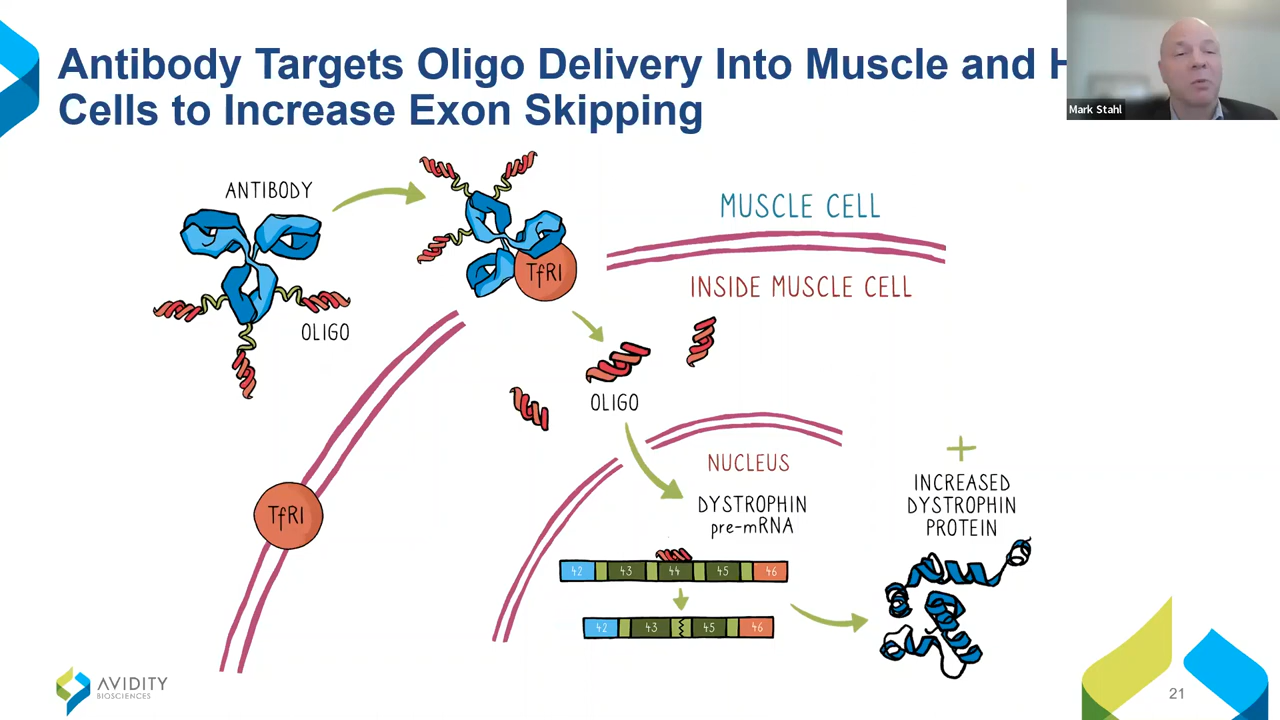 Antibody Targets Oligo Delivery Into Muscle and
Cells to Increase Exon Skipping
Mark Stahl
ANTIBODY
OLIGO
TfR1
MUSCLE CELL
INSIDE MUSCLE CELL
OLIGO
TfR1
NUCLEUS
DYSTROPHIN
pre-mRNA
42 43 44 45 46
42 43 45 46
+
INCREASED
DYSTROPHIN
PROTEIN
AVIDITY
BIOSCIENCES
21